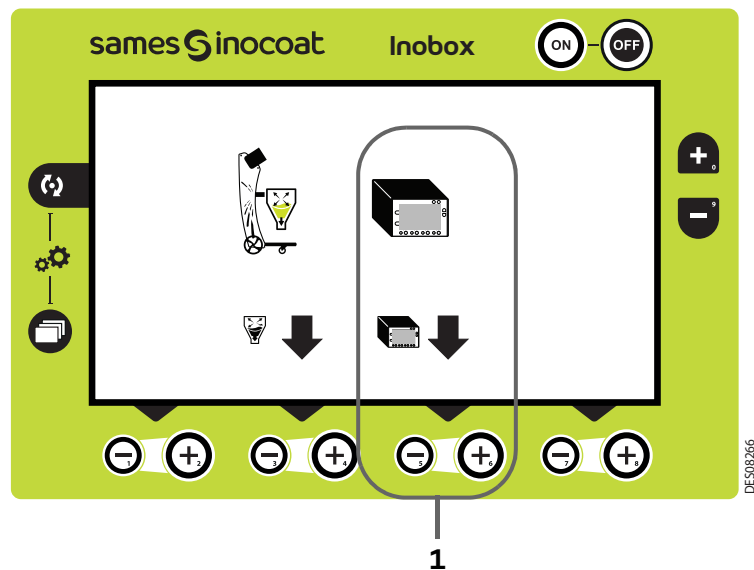 sames inocoat Inobox ON OFF
+ 0
- 9
- 1 + 2 - 3 + 4 - 5 + 6 - 7 + 8
DES08266
1